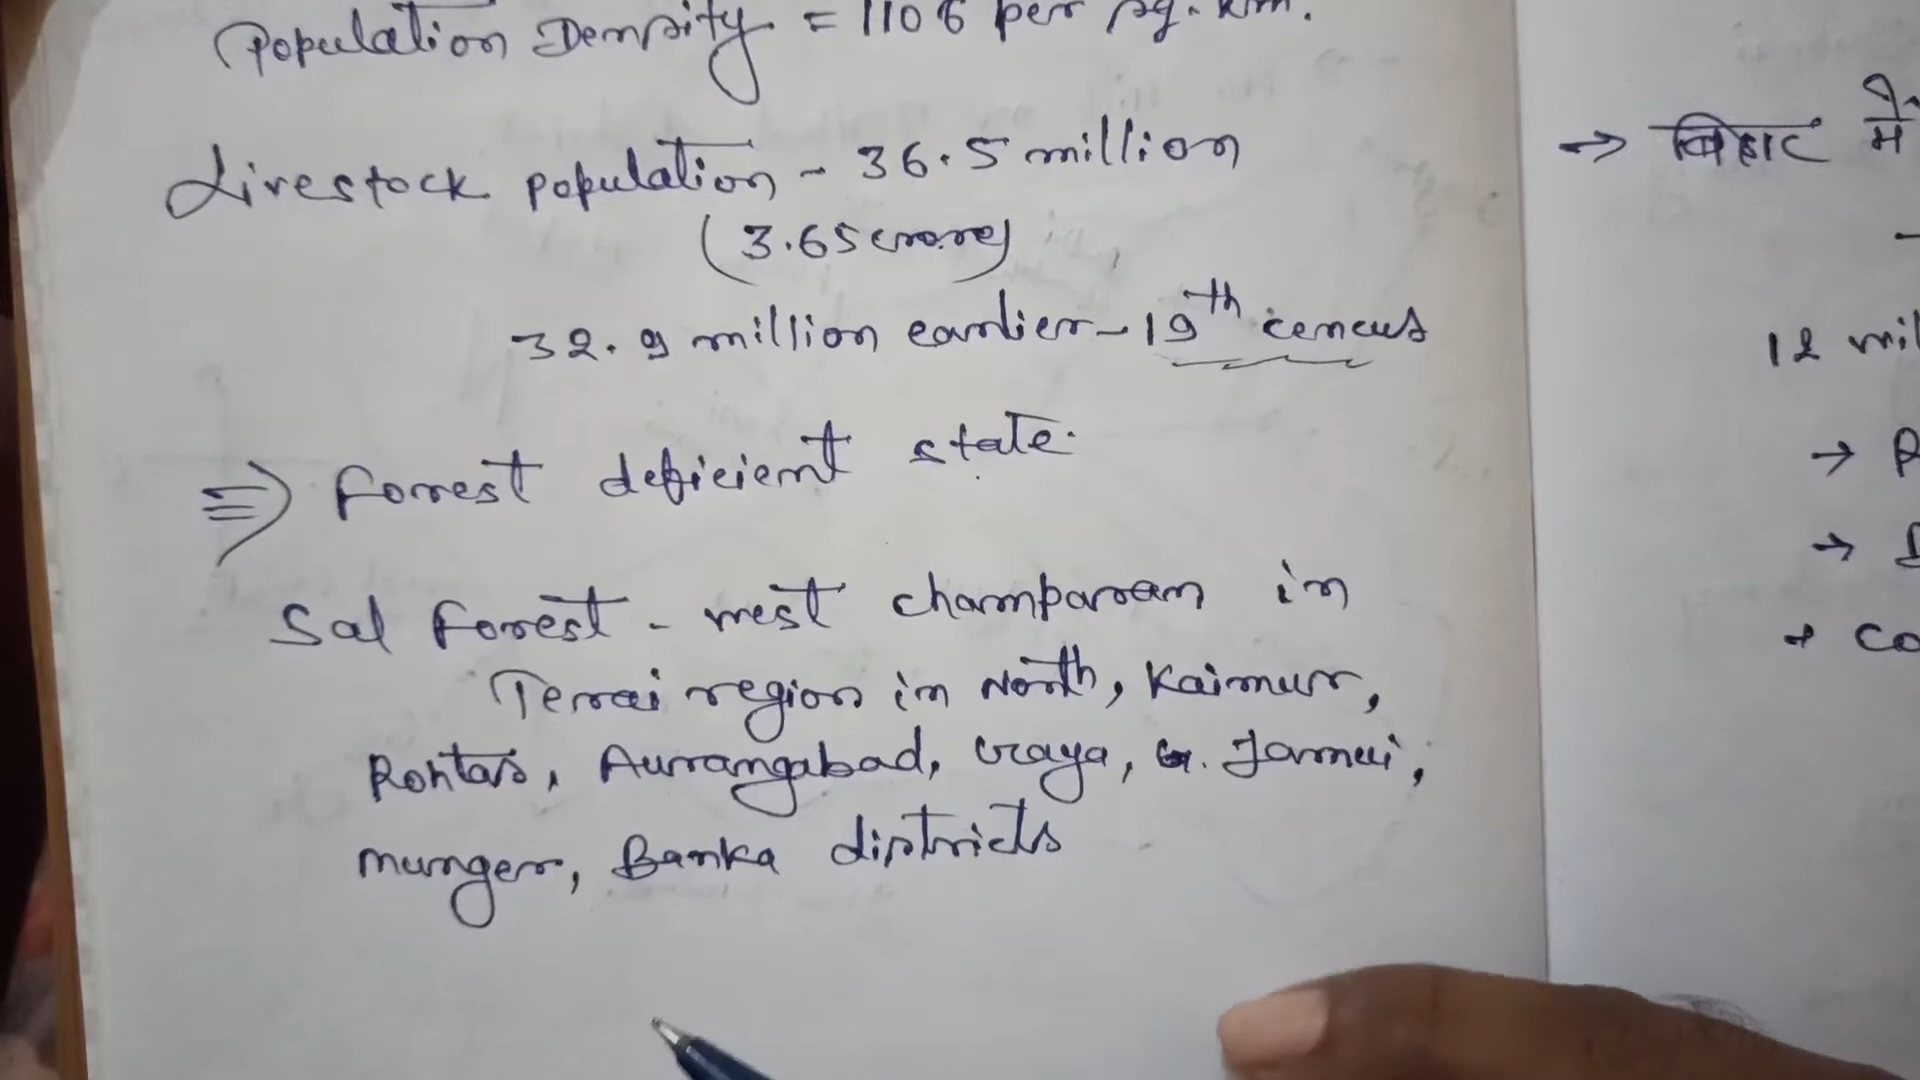 Population Density = 1106 per sq. km.
Livestock population - 36.5 million
(3.65 crore)
32.9 million earlier - 19th cencus
⇒ Forest deficient state.
Sal Forest - west champaran in
Terai region in North, Kaimur,
Rohtas, Aurangabad, Gaya, Jamui,
munger, Banka districts
→ बिहार में
12 mil
→
→
→ co